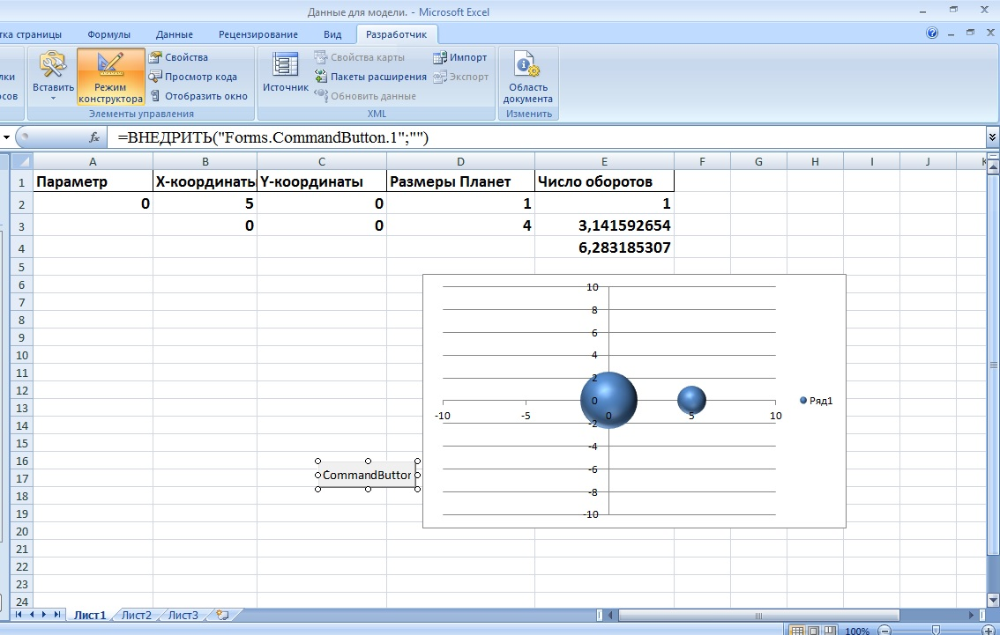 Данные для модели. - Microsoft Excel
тка страницы Формулы Данные Рецензирование Вид Разработчик
лки
осов
Вставить
Режим конструктора
Свойства
Просмотр кода
Отобразить окно
Элементы управления
Источник
Свойства карты
Пакеты расширения
Обновить данные
Импорт
Экспорт
XML
Область документа
Изменить
fx =ВНЕДРИТЬ("Forms.CommandButton.1";"")
A B C D E F G H I J K
1 Параметр X-координаты Y-координаты Размеры Планет Число оборотов
2 0 5 0 1 1
3 0 0 4 3,141592654
4 6,283185307
5
6
7
8
9
10
11
12
13
14
15
16
17
18
19
20
21
22
23
24
10
8
6
4
2
0
-2
-4
-6
-8
-10
-10 -5 0 5 10
Ряд1
CommandButtor
Лист1 Лист2 Лист3
100%